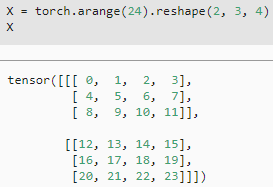 X = torch.arange(24).reshape(2, 3, 4)
X
tensor([[[ 0,  1,  2,  3],
         [ 4,  5,  6,  7],
         [ 8,  9, 10, 11]],
        [[12, 13, 14, 15],
         [16, 17, 18, 19],
         [20, 21, 22, 23]]])